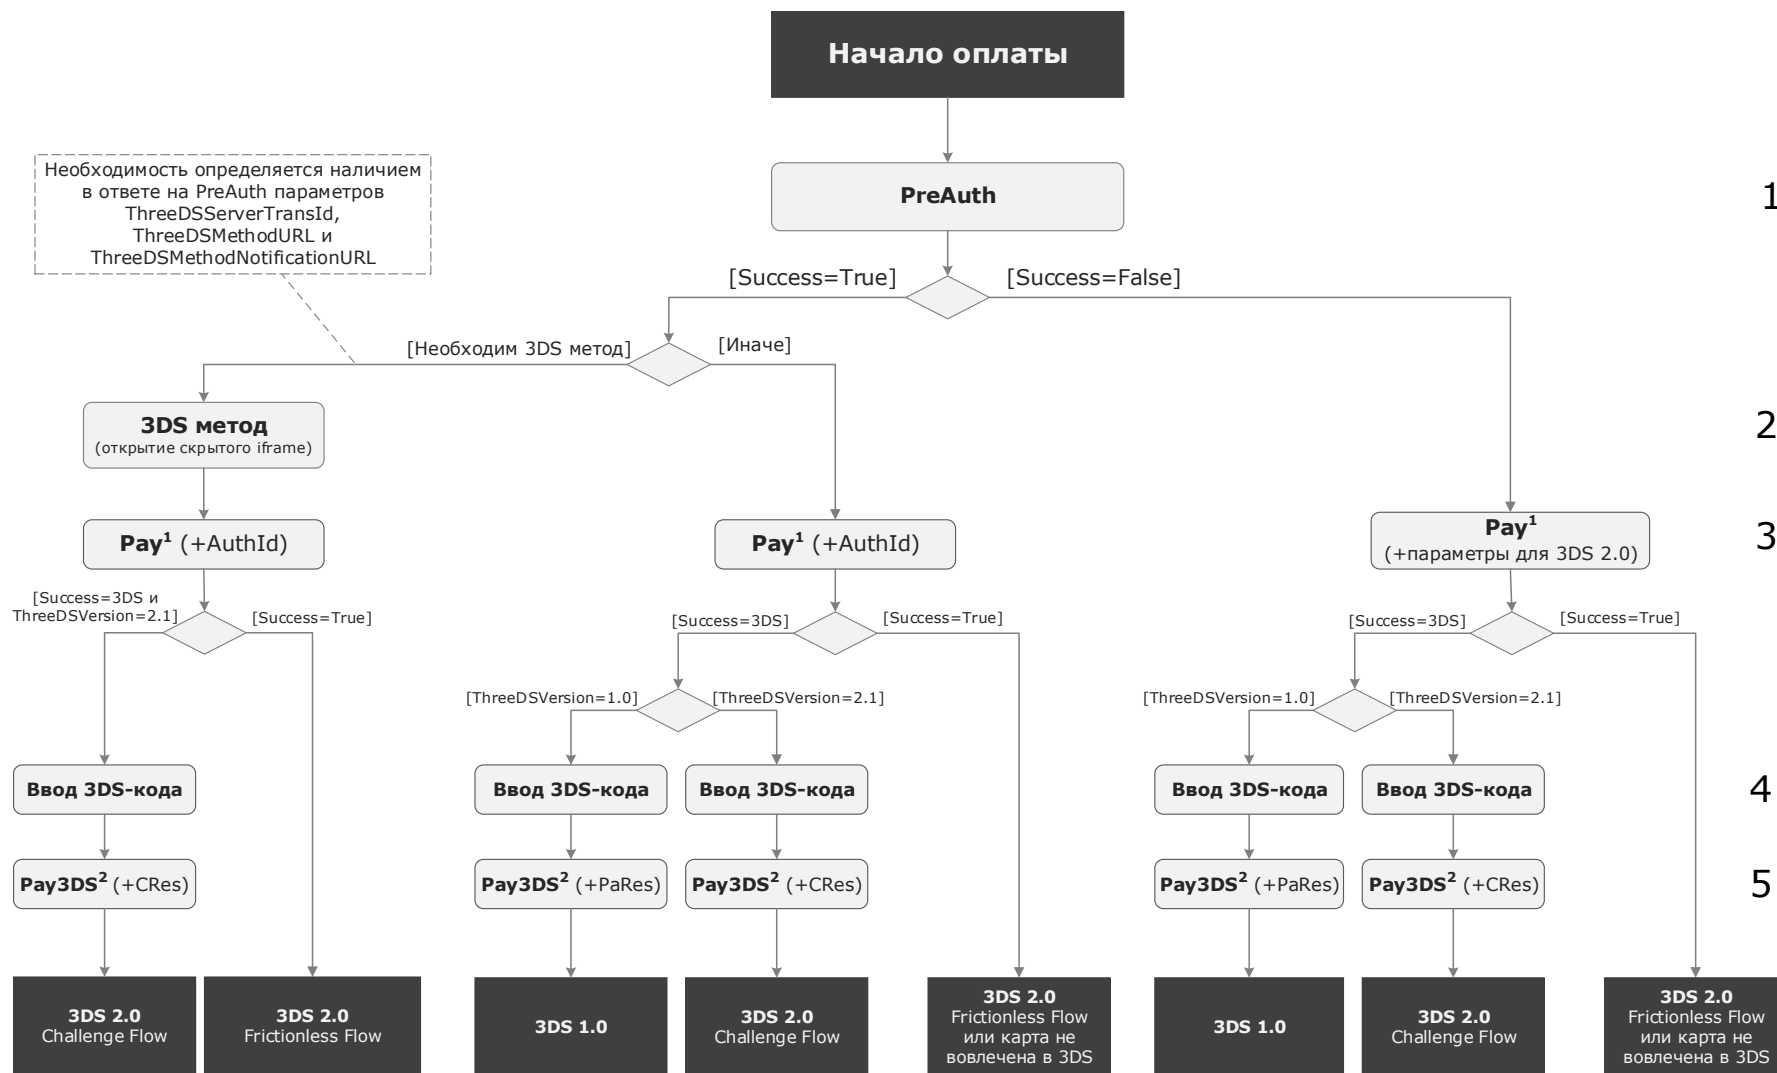 Начало оплаты
Необходимость определяется наличием
в ответе на PreAuth параметров
ThreeDSServerTransId,
ThreeDSMethodURL и
ThreeDSMethodNotificationURL
PreAuth
1
[Success=True]
[Success=False]
[Необходим 3DS метод]
[Иначе]
3DS метод
(открытие скрытого iframe)
2
Pay¹ (+AuthId)
Pay¹ (+AuthId)
Pay¹
(+параметры для 3DS 2.0)
3
[Success=3DS и
ThreeDSVersion=2.1]
[Success=True]
[Success=3DS]
[Success=True]
[Success=3DS]
[Success=True]
[ThreeDSVersion=1.0]
[ThreeDSVersion=2.1]
[ThreeDSVersion=1.0]
[ThreeDSVersion=2.1]
Ввод 3DS-кода
Ввод 3DS-кода
Ввод 3DS-кода
Ввод 3DS-кода
Ввод 3DS-кода
4
Pay3DS² (+CRes)
Pay3DS² (+PaRes)
Pay3DS² (+CRes)
Pay3DS² (+PaRes)
Pay3DS² (+CRes)
5
3DS 2.0
Challenge Flow
3DS 2.0
Frictionless Flow
3DS 1.0
3DS 2.0
Challenge Flow
3DS 2.0
Frictionless Flow
или карта не
вовлечена в 3DS
3DS 1.0
3DS 2.0
Challenge Flow
3DS 2.0
Frictionless Flow
или карта не
вовлечена в 3DS